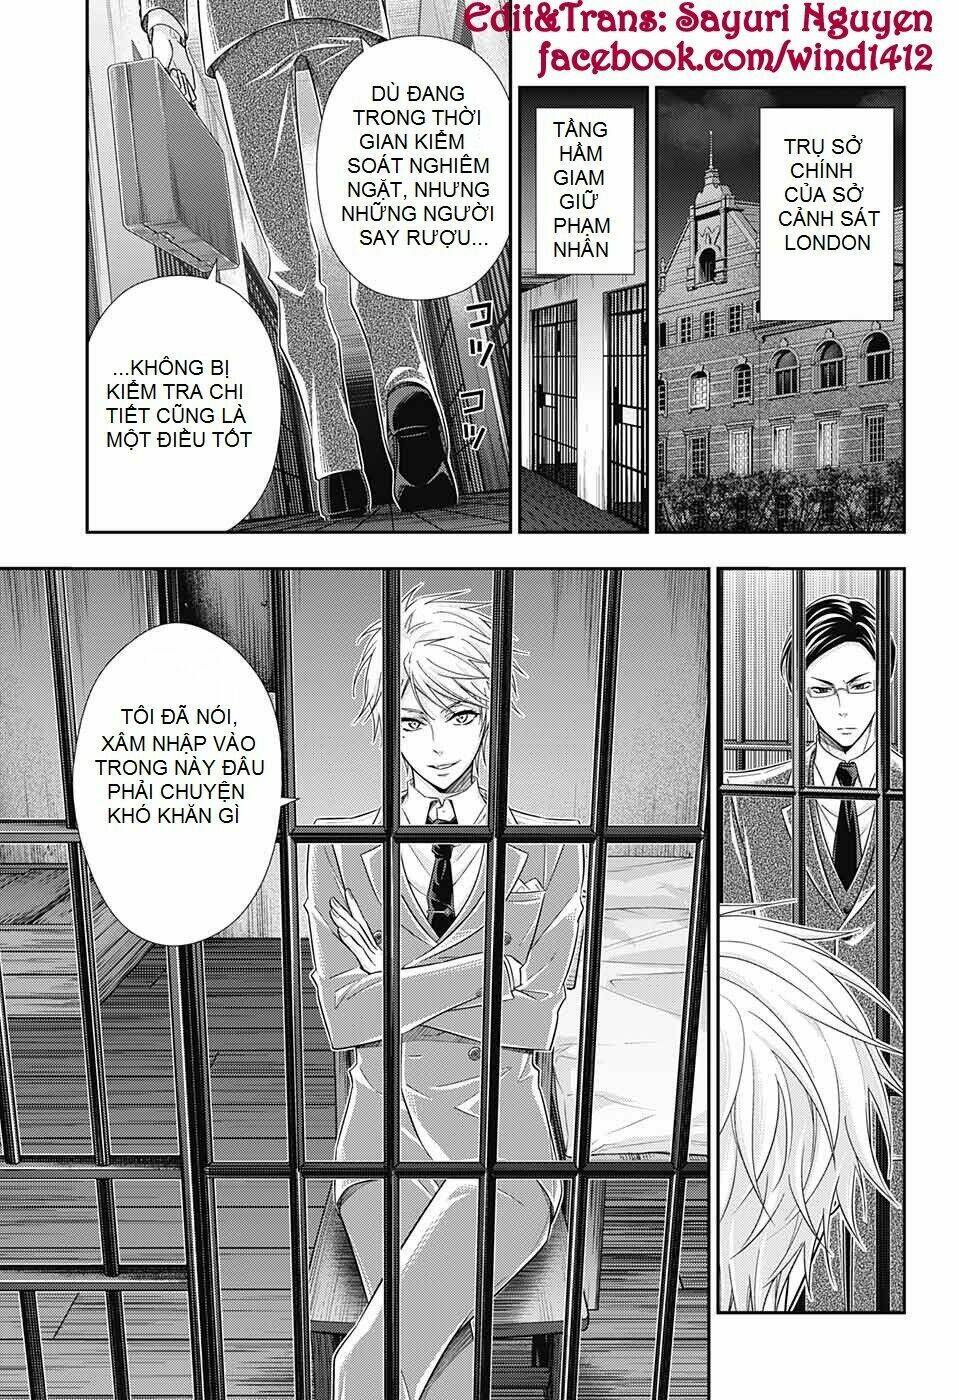 Edit&Trans: Sayuri Nguyen
facebook.com/wind1412
TRỤ SỞ
CHÍNH
CỦA SỞ
CẢNH SÁT
LONDON
TẦNG
HẦM
GIAM
GIỮ
PHẠM
NHÂN
DÙ ĐANG
TRONG THỜI
GIAN KIỂM
SOÁT NGHIÊM
NGẶT, NHƯNG
NHỮNG NGƯỜI
SAY RƯỢU...
コツ
コツ
...KHÔNG BỊ
KIỂM TRA CHI
TIẾT CŨNG LÀ
MỘT ĐIỀU TỐT
TÔI ĐÃ NÓI,
XÂM NHẬP VÀO
TRONG NÀY ĐÂU
PHẢI CHUYỆN
KHÓ KHĂN GÌ